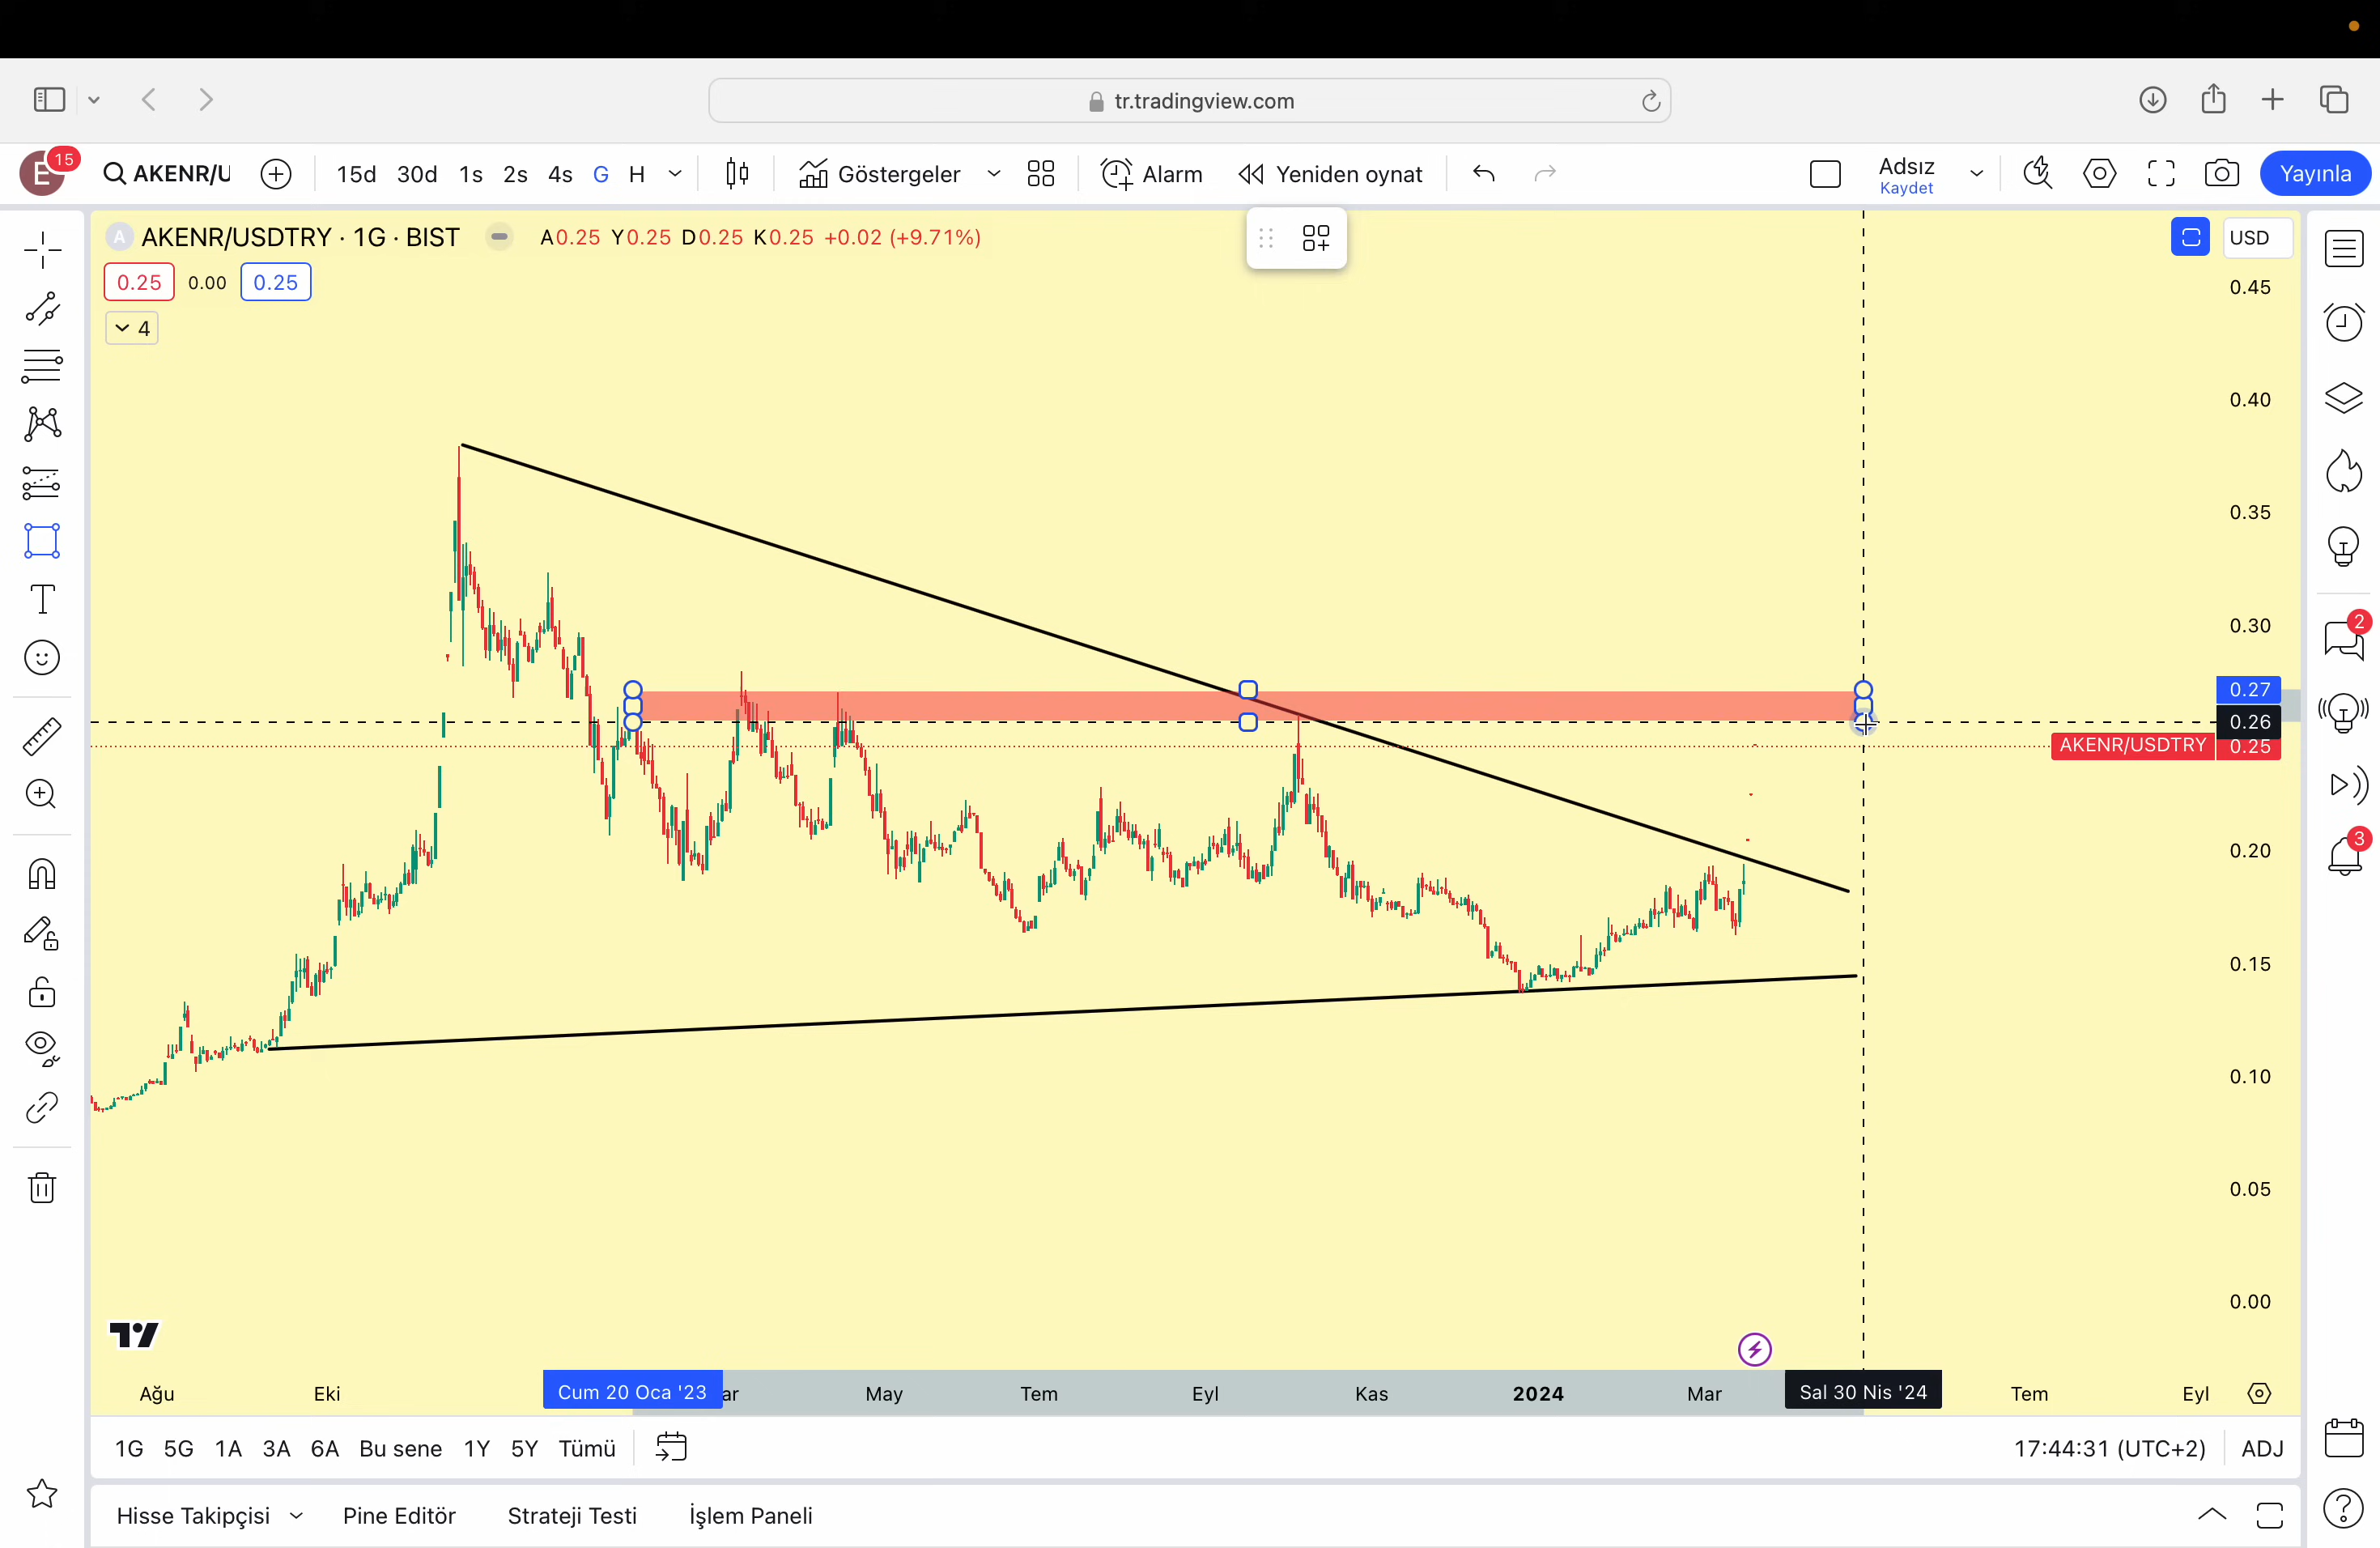 tr.tradingview.com
E 15 AKENR/U 15d 30d 1s 2s 4s G H Göstergeler Alarm Yeniden oynat Adsız Yayınla
Kaydet
A AKENR/USDTRY · 1G · BIST A0.25 Y0.25 D0.25 K0.25 +0.02 (+9.71%) USD
0.25 0.00 0.25
4
0.45
0.40
0.35
0.30
0.27
0.26
AKENR/USDTRY 0.25
0.20
0.15
0.10
0.05
0.00
2
3
Ağu Eki Cum 20 Oca '23 ar May Tem Eyl Kas 2024 Mar Sal 30 Nis '24 Tem Eyl
1G 5G 1A 3A 6A Bu sene 1Y 5Y Tümü 17:44:31 (UTC+2) ADJ
Hisse Takipçisi Pine Editör Strateji Testi İşlem Paneli